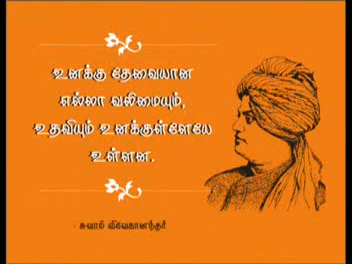 உனக்கு தேவையான
எல்லா வலிமையும்,
உதவியும் உனக்குள்ளேயே
உள்ளன.
- சுவாமி விவேகானந்தர்